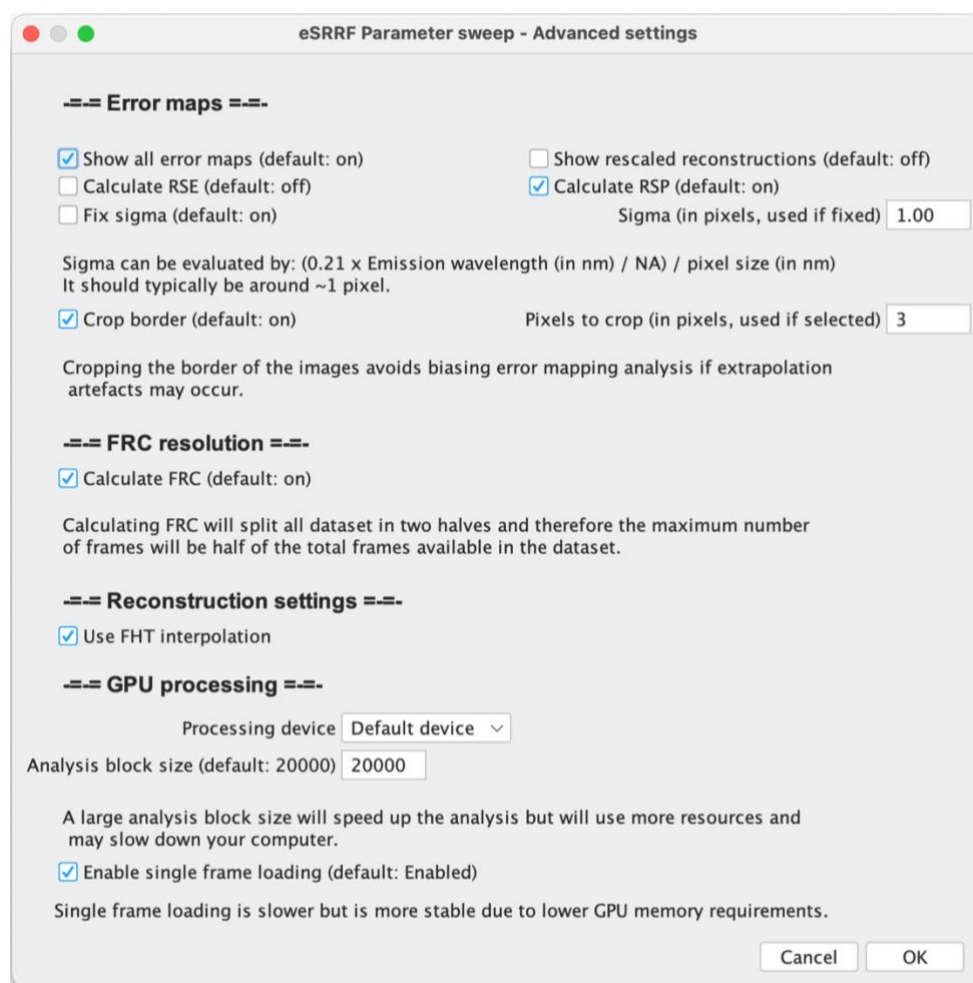 eSRRF Parameter sweep - Advanced settings
-=-= Error maps =-=-
Show all error maps (default: on) Show rescaled reconstructions (default: off)
Calculate RSE (default: off) Calculate RSP (default: on)
Fix sigma (default: on) Sigma (in pixels, used if fixed) 1.00
Sigma can be evaluated by: (0.21 x Emission wavelength (in nm) / NA) / pixel size (in nm)
It should typically be around ~1 pixel.
Crop border (default: on) Pixels to crop (in pixels, used if selected) 3
Cropping the border of the images avoids biasing error mapping analysis if extrapolation
artefacts may occur.
-=-= FRC resolution =-=-
Calculate FRC (default: on)
Calculating FRC will split all dataset in two halves and therefore the maximum number
of frames will be half of the total frames available in the dataset.
-=-= Reconstruction settings =-=-
Use FHT interpolation
-=-= GPU processing =-=-
Processing device Default device
Analysis block size (default: 20000) 20000
A large analysis block size will speed up the analysis but will use more resources and
may slow down your computer.
Enable single frame loading (default: Enabled)
Single frame loading is slower but is more stable due to lower GPU memory requirements.
Cancel OK